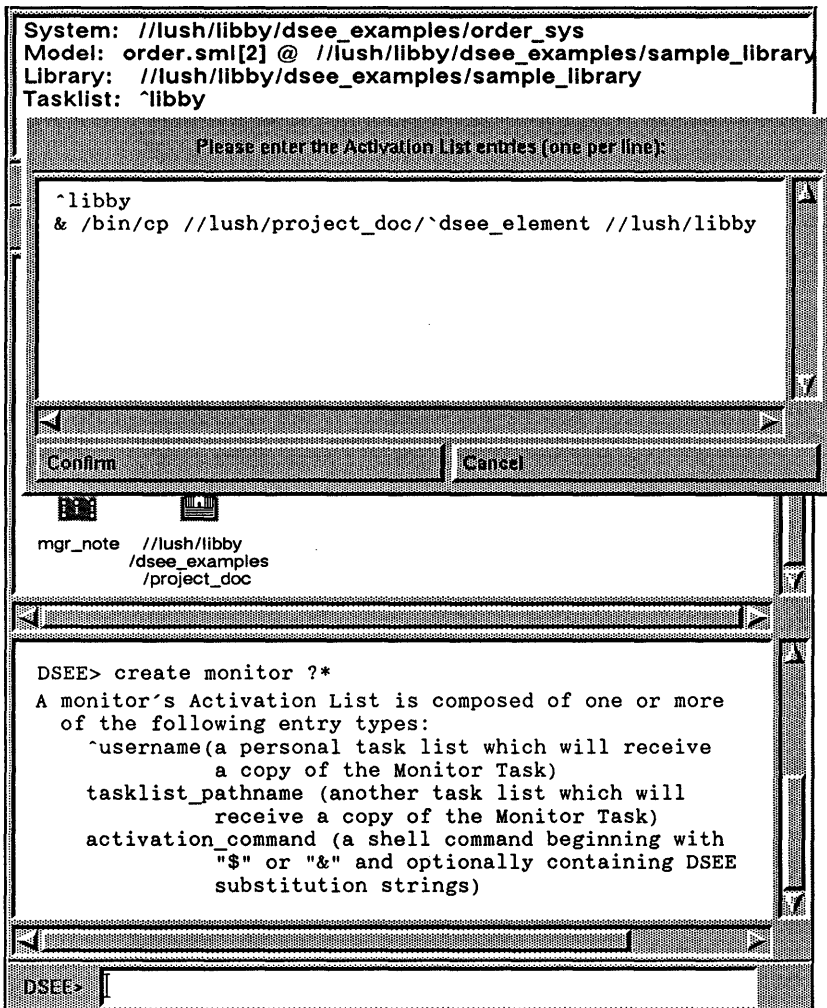 System: //lush/libby/dsee_examples/order_sys
Model: order.sml[2] @ //lush/libby/dsee_examples/sample_library
Library: //lush/libby/dsee_examples/sample_library
Tasklist: ^libby
Please enter the Activation List entries (one per line):
^libby
& /bin/cp //lush/project_doc/`dsee_element //lush/libby
Confirm Cancel
mgr_note //lush/libby
/dsee_examples
/project_doc
DSEE> create monitor ?*
A monitor´s Activation List is composed of one or more
of the following entry types:
^username(a personal task list which will receive
a copy of the Monitor Task)
tasklist_pathname (another task list which will
receive a copy of the Monitor Task)
activation_command (a shell command beginning with
"$" or "&" and optionally containing DSEE
substitution strings)
DSEE>